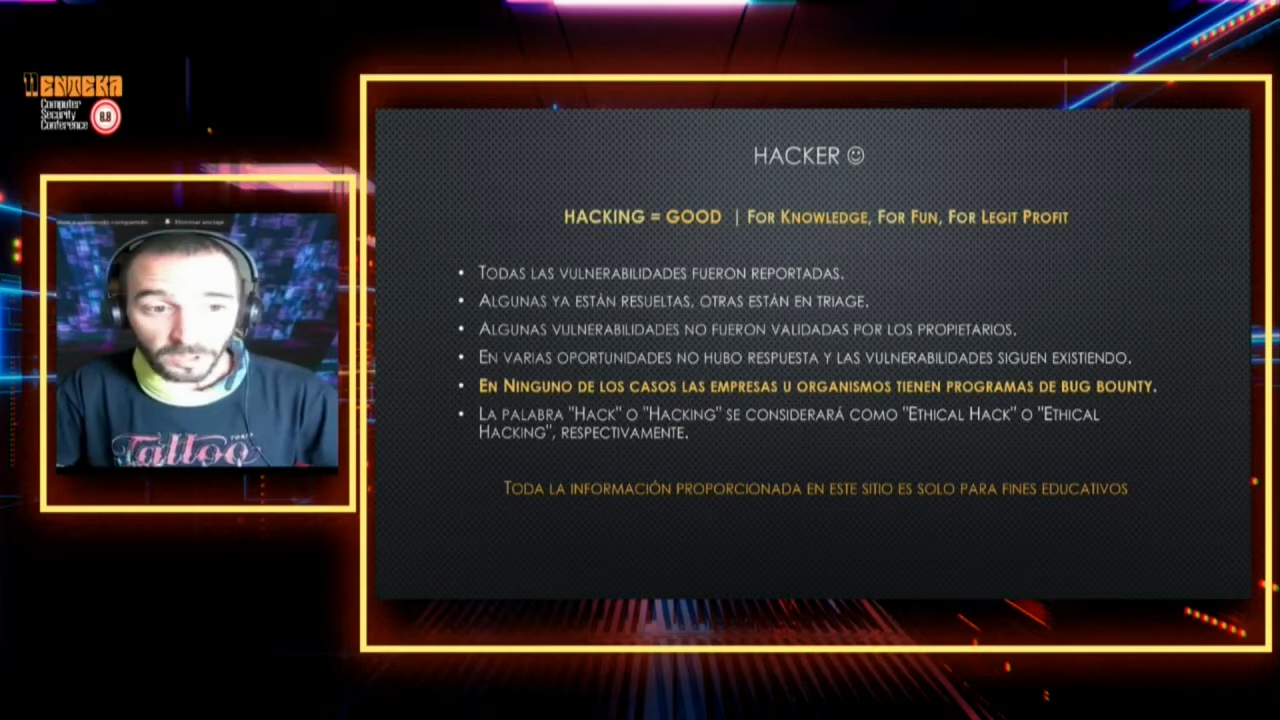 11ENTEKA
Computer
Security
Conference
8.8
HACKER ☺
HACKING = GOOD | FOR KNOWLEDGE, FOR FUN, FOR LEGIT PROFIT
• TODAS LAS VULNERABILIDADES FUERON REPORTADAS.
• ALGUNAS YA ESTÁN RESUELTAS, OTRAS ESTÁN EN TRIAGE.
• ALGUNAS VULNERABILIDADES NO FUERON VALIDADAS POR LOS PROPIETARIOS.
• EN VARIAS OPORTUNIDADES NO HUBO RESPUESTA Y LAS VULNERABILIDADES SIGUEN EXISTIENDO.
• EN NINGUNO DE LOS CASOS LAS EMPRESAS U ORGANISMOS TIENEN PROGRAMAS DE BUG BOUNTY.
• LA PALABRA "HACK" O "HACKING" SE CONSIDERARÁ COMO "ETHICAL HACK" O "ETHICAL
HACKING", RESPECTIVAMENTE.
TODA LA INFORMACIÓN PROPORCIONADA EN ESTE SITIO ES SOLO PARA FINES EDUCATIVOS
Tattoo